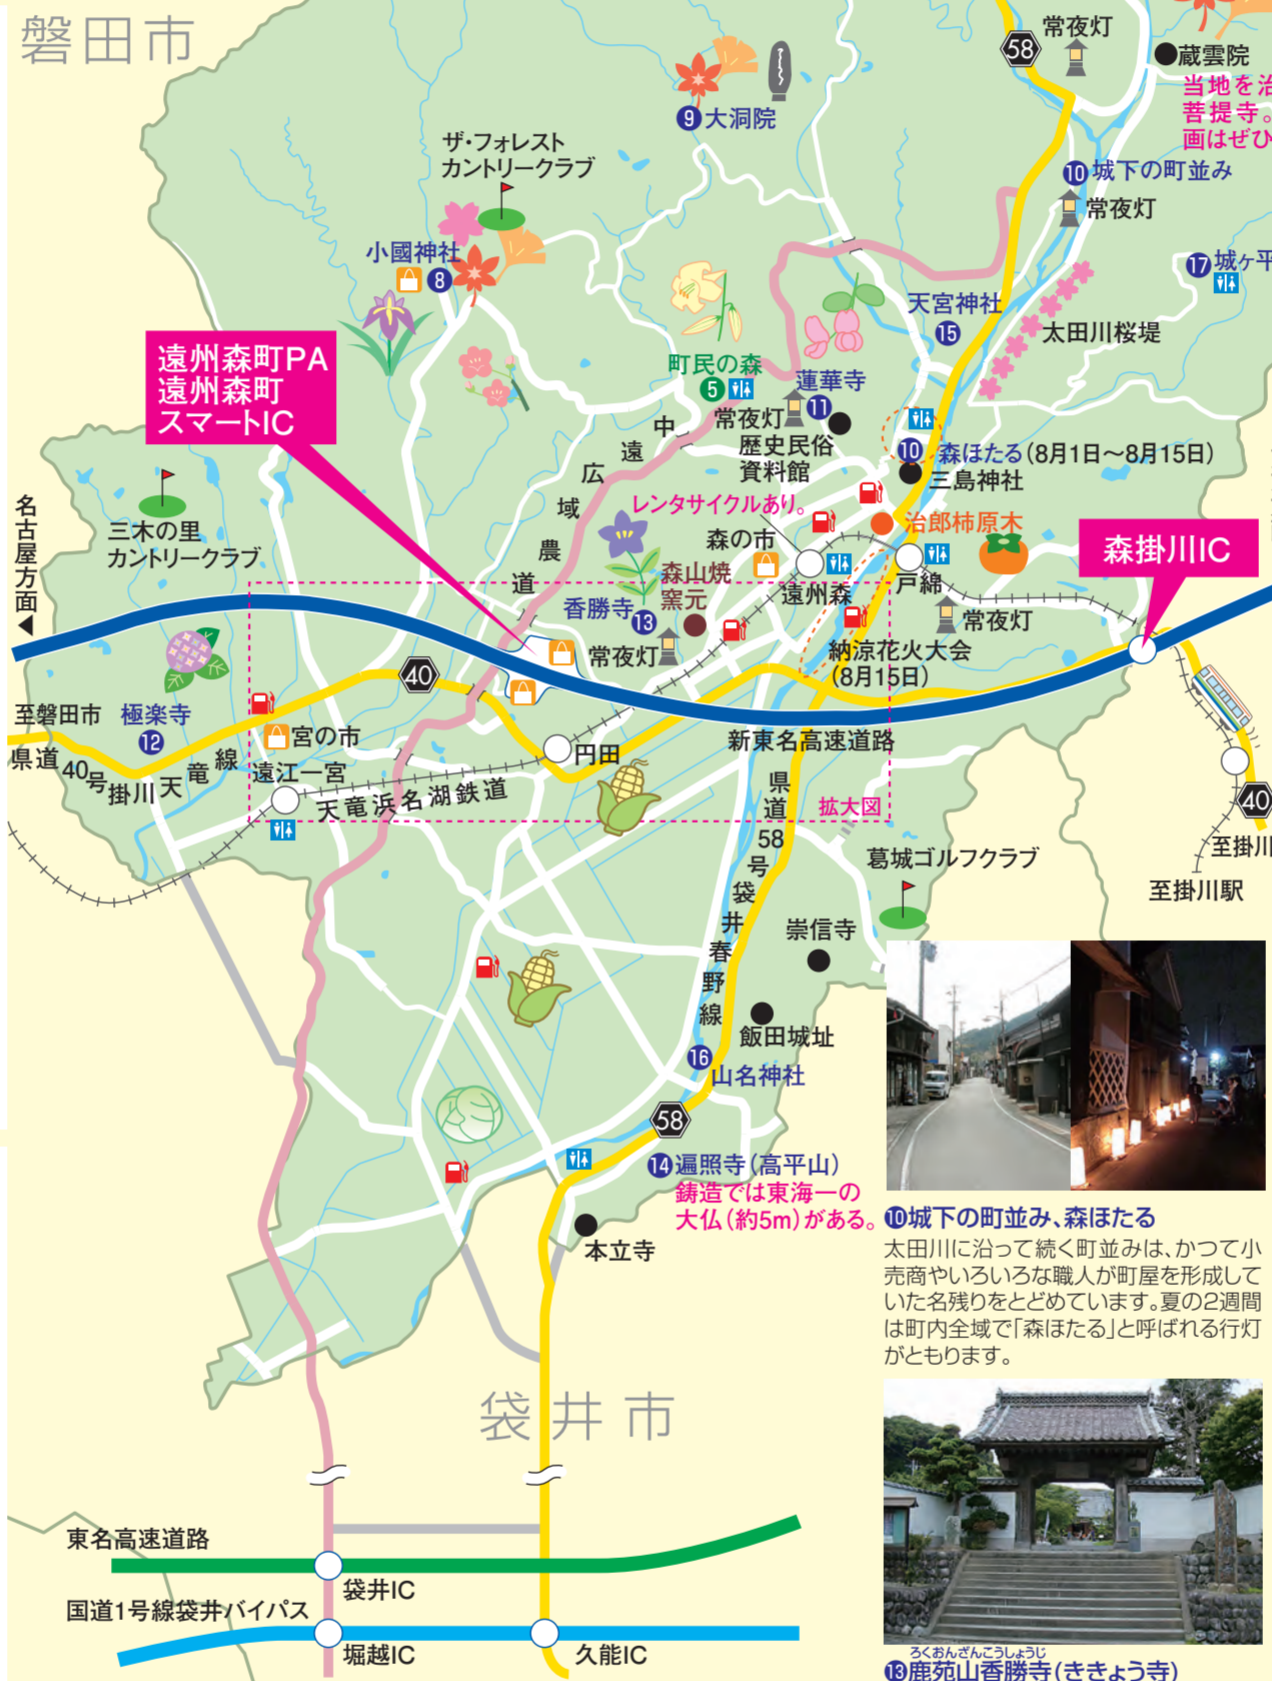 磐田市
常夜灯
58
蔵雲院
当地を治
菩提寺。
画はぜひ
9 大洞院
ザ・フォレスト
カントリークラブ
10 城下の町並み
常夜灯
小國神社
8
17 城ヶ平
天宮神社
15
太田川桜堤
遠州森町PA
遠州森町
スマートIC
町民の森
5
蓮華寺
11
常夜灯
歴史民俗
資料館
中遠広域農道
10 森ほたる(8月1日〜8月15日)
三島神社
レンタサイクルあり。
治郎柿原木
森の市
森掛川IC
名古屋方面◀
三木の里
カントリークラブ
遠州森
戸綿
森山焼
窯元
香勝寺
13
常夜灯
常夜灯
納涼花火大会
(8月15日)
40
至磐田市
極楽寺
12
宮の市
県道40号掛川天竜線
遠江一宮
円田
新東名高速道路
天竜浜名湖鉄道
拡大図
県道58号袋井春野線
40
至掛川
至掛川駅
葛城ゴルフクラブ
崇信寺
飯田城址
16
山名神社
58
14 遍照寺(高平山)
鋳造では東海一の
大仏(約5m)がある。
本立寺
10 城下の町並み、森ほたる
太田川に沿って続く町並みは、かつて小
売商やいろいろな職人が町屋を形成して
いた名残りをとどめています。夏の2週間
は町内全域で「森ほたる」と呼ばれる行灯
がともります。
袋井市
東名高速道路
袋井IC
国道1号線袋井バイパス
堀越IC
久能IC
ろくおんざんこうしょうじ
13 鹿苑山香勝寺(ききょう寺)